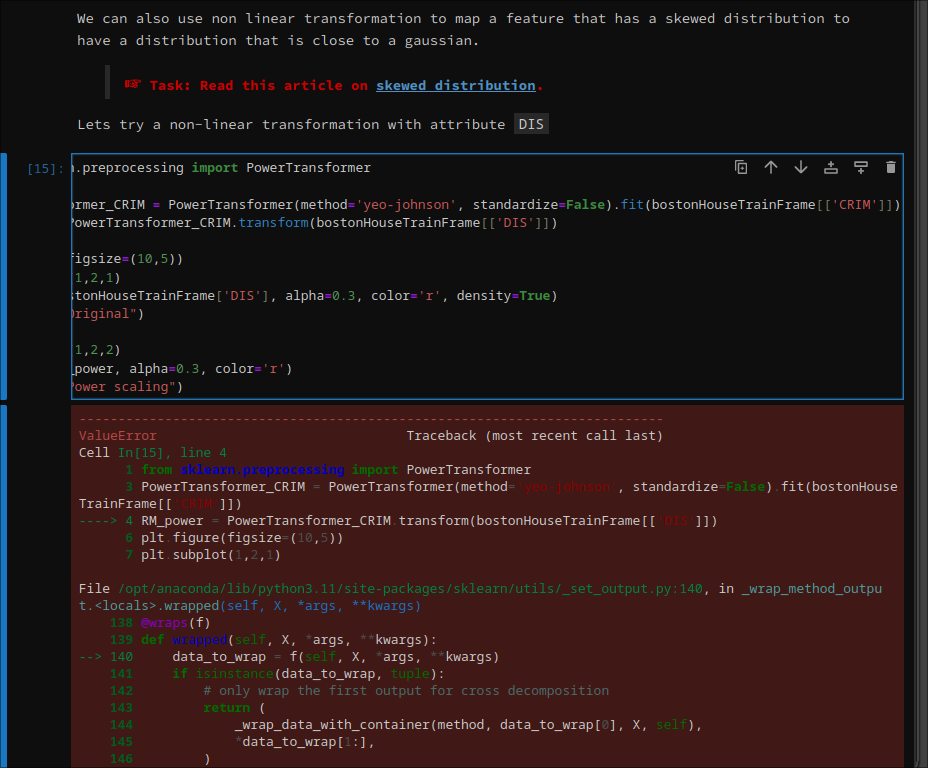 We can also use non linear transformation to map a feature that has a skewed distribution to
have a distribution that is close to a gaussian.
☛ Task: Read this article on skewed distribution.
Lets try a non-linear transformation with attribute DIS
[15]: .preprocessing import PowerTransformer
rmer_CRIM = PowerTransformer(method='yeo-johnson', standardize=False).fit(bostonHouseTrainFrame[['CRIM']])
PowerTransformer_CRIM.transform(bostonHouseTrainFrame[['DIS']])
figsize=(10,5))
1,2,1)
stonHouseTrainFrame['DIS'], alpha=0.3, color='r', density=True)
riginal")
1,2,2)
_power, alpha=0.3, color='r')
ower scaling")
---------------------------------------------------------------------------
ValueError                                Traceback (most recent call last)
Cell In[15], line 4
      1 from sklearn.preprocessing import PowerTransformer
      3 PowerTransformer_CRIM = PowerTransformer(method='yeo-johnson', standardize=False).fit(bostonHouse
TrainFrame[['CRIM']])
----> 4 RM_power = PowerTransformer_CRIM.transform(bostonHouseTrainFrame[['DIS']])
      6 plt.figure(figsize=(10,5))
      7 plt.subplot(1,2,1)
File /opt/anaconda/lib/python3.11/site-packages/sklearn/utils/_set_output.py:140, in _wrap_method_outpu
t.<locals>.wrapped(self, X, *args, **kwargs)
    138 @wraps(f)
    139 def wrapped(self, X, *args, **kwargs):
--> 140     data_to_wrap = f(self, X, *args, **kwargs)
    141     if isinstance(data_to_wrap, tuple):
    142         # only wrap the first output for cross decomposition
    143         return (
    144             _wrap_data_with_container(method, data_to_wrap[0], X, self),
    145             *data_to_wrap[1:],
    146         )